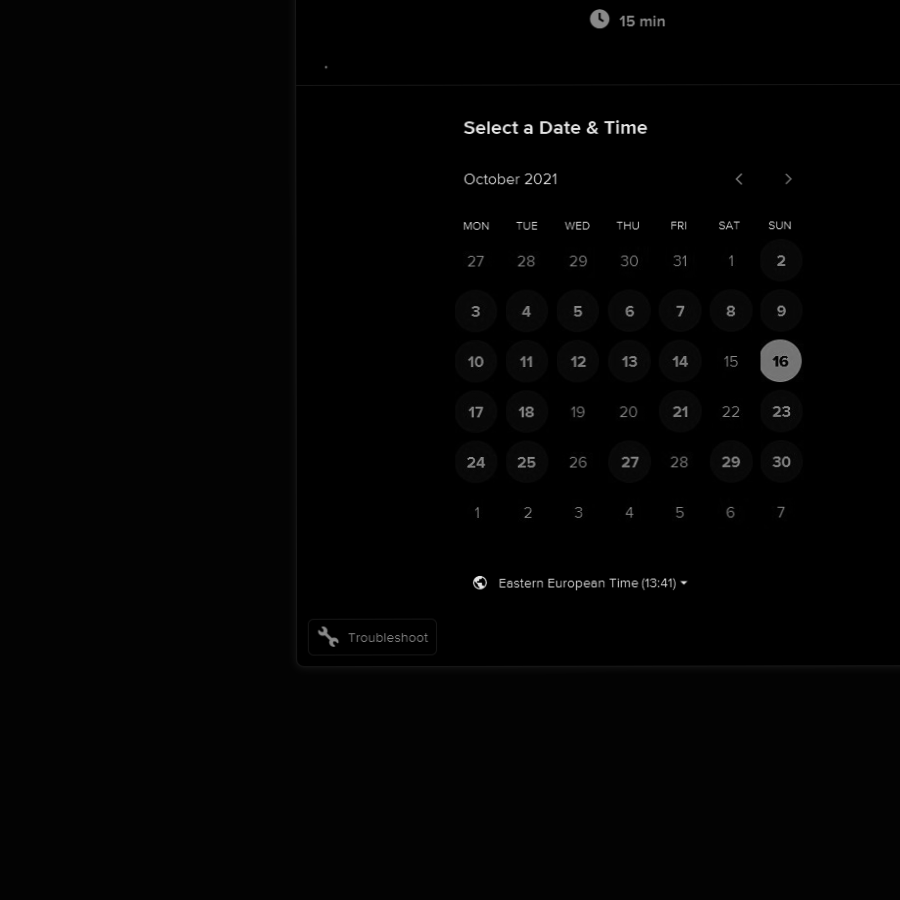 15 min
.
Select a Date & Time
October 2021
MON TUE WED THU FRI SAT SUN
27 28 29 30 31 1 2
3 4 5 6 7 8 9
10 11 12 13 14 15 16
17 18 19 20 21 22 23
24 25 26 27 28 29 30
1 2 3 4 5 6 7
Eastern European Time (13:41)
Troubleshoot